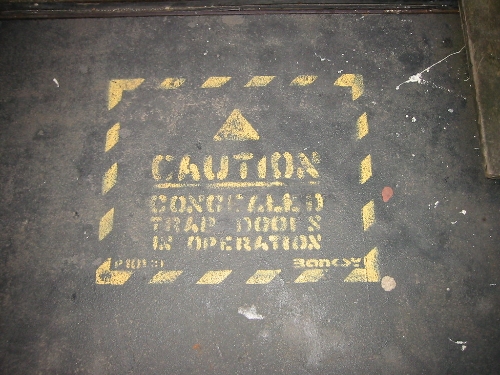 CAUTION
CONCEALED
TRAP DOORS
IN OPERATION
BANKSY